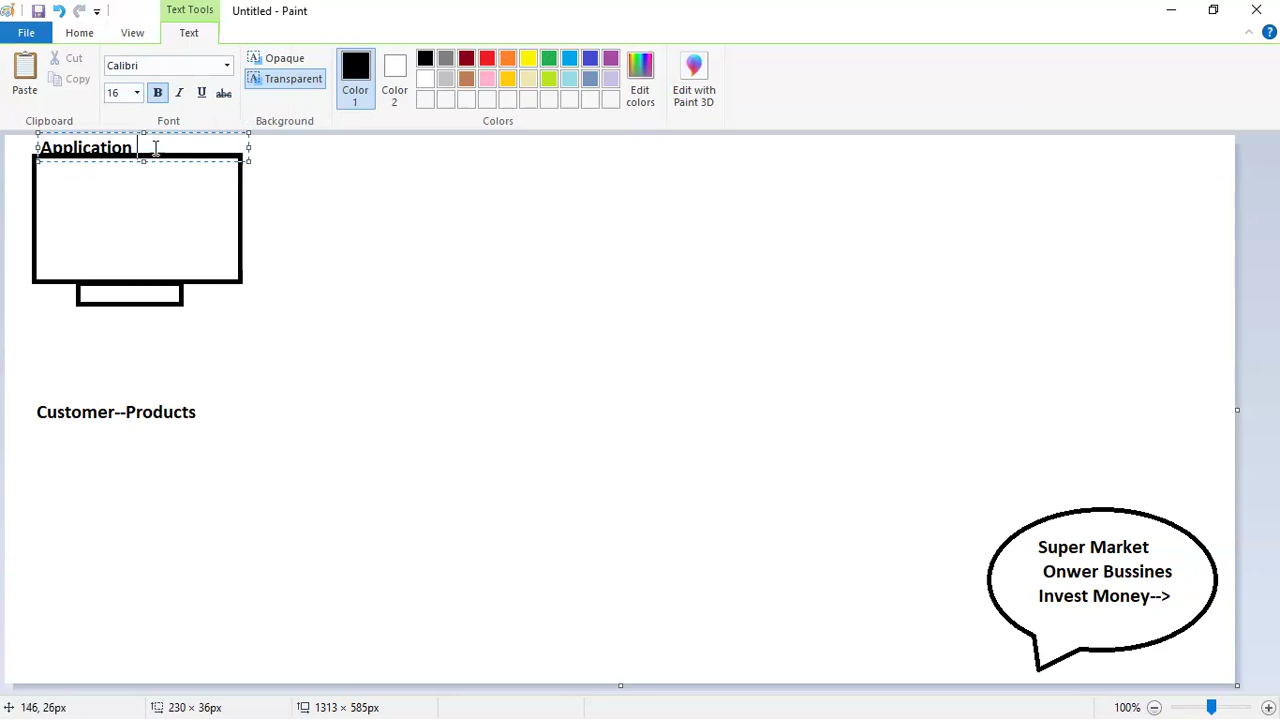 Text Tools
Untitled - Paint
File
Home
View
Text
Paste
Cut
Copy
Clipboard
Calibri
16
B
I
U
abc
Font
Opaque
Transparent
Background
Color 1
Color 2
Edit colors
Edit with Paint 3D
Colors
Application
Customer--Products
Super Market
Onwer Bussines
Invest Money-->
146, 26px
230 × 36px
1313 × 585px
100%